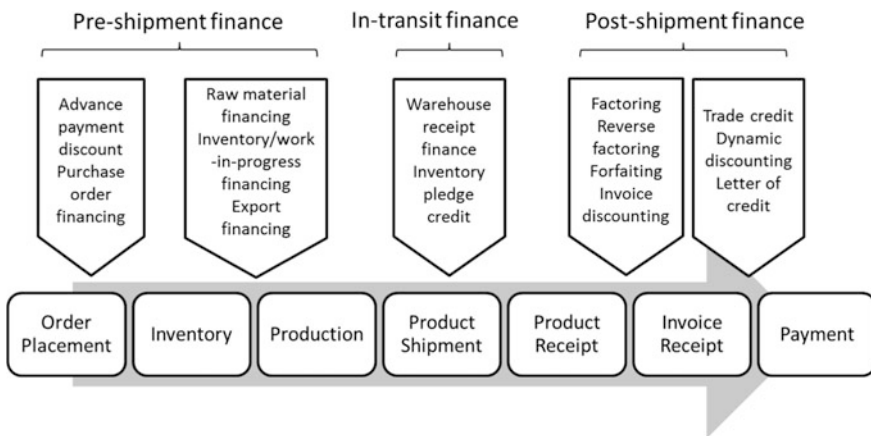 Pre-shipment finance
In-transit finance
Post-shipment finance
Advance
payment
discount
Purchase
order
financing
Raw material
financing
Inventory/work
-in-progress
financing
Export
financing
Warehouse
receipt
finance
Inventory
pledge
credit
Factoring
Reverse
factoring
Forfaiting
Invoice
discounting
Trade credit
Dynamic
discounting
Letter of
credit
Order
Placement
Inventory
Production
Product
Shipment
Product
Receipt
Invoice
Receipt
Payment